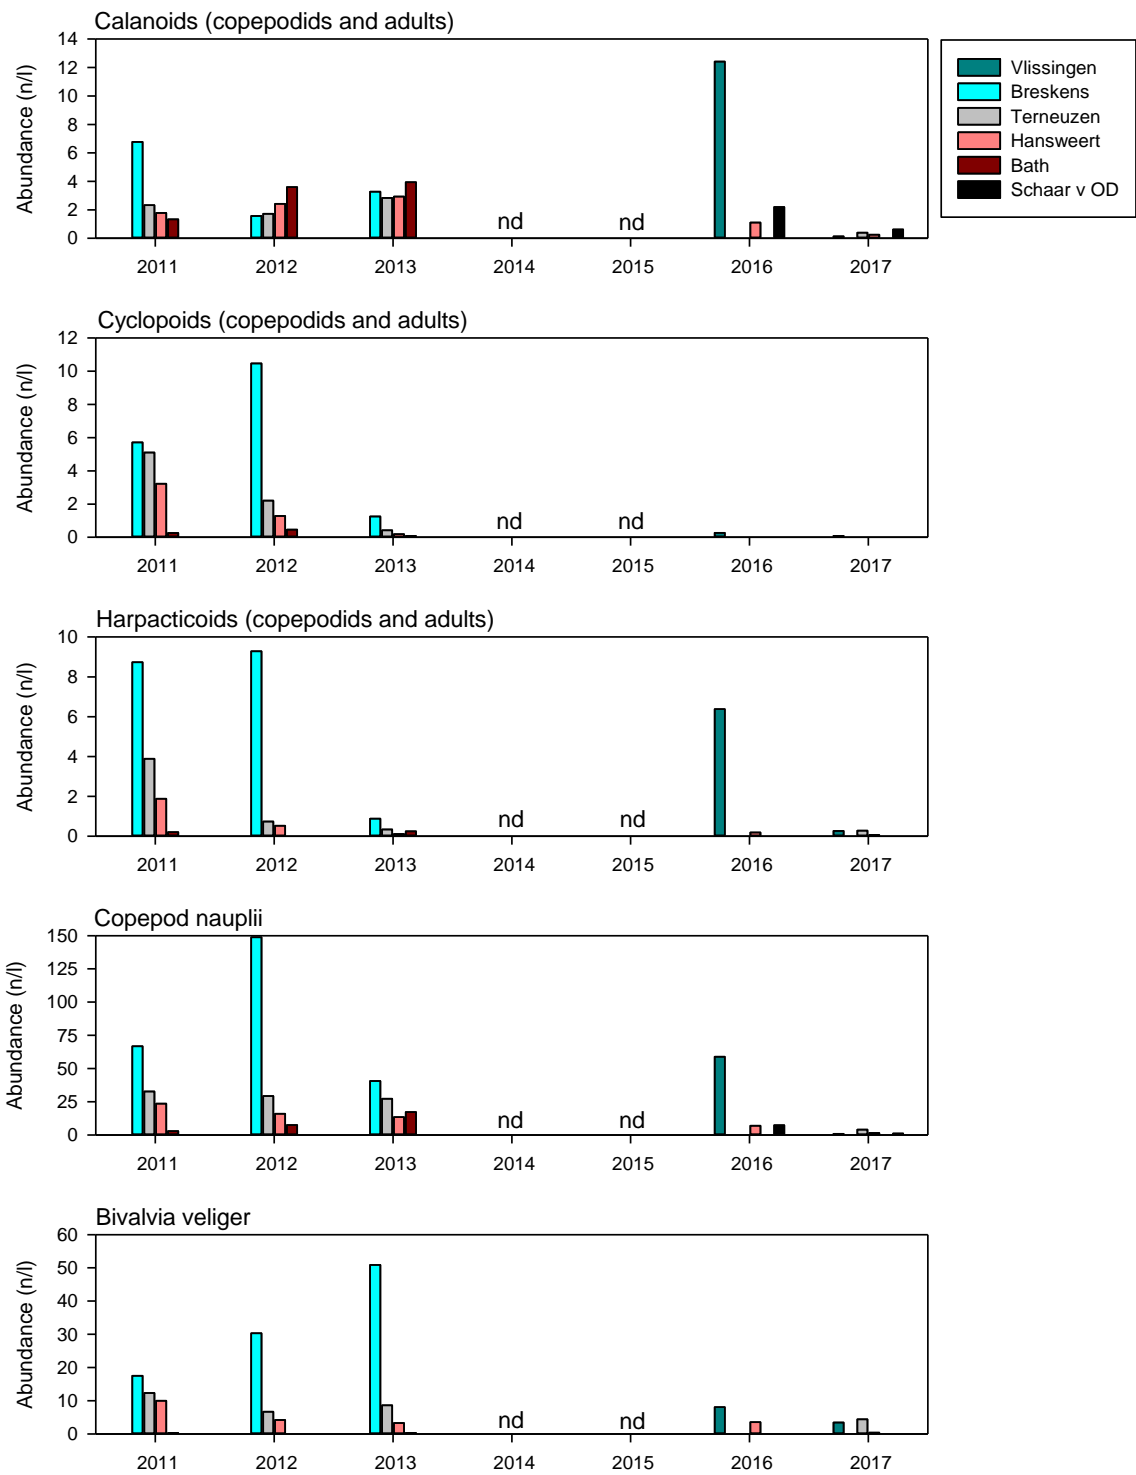 Calanoids (copepodids and adults)
Abundance (n/l)
14
12
10
8
6
4
2
0
nd
nd
2011
2012
2013
2014
2015
2016
2017
Vlissingen
Breskens
Terneuzen
Hansweert
Bath
Schaar v OD
Cyclopoids (copepodids and adults)
Abundance (n/l)
12
10
8
6
4
2
0
nd
nd
2011
2012
2013
2014
2015
2016
2017
Harpacticoids (copepodids and adults)
Abundance (n/l)
10
8
6
4
2
0
nd
nd
2011
2012
2013
2014
2015
2016
2017
Copepod nauplii
Abundance (n/l)
150
125
100
75
50
25
0
nd
nd
2011
2012
2013
2014
2015
2016
2017
Bivalvia veliger
Abundance (n/l)
60
50
40
30
20
10
0
nd
nd
2011
2012
2013
2014
2015
2016
2017